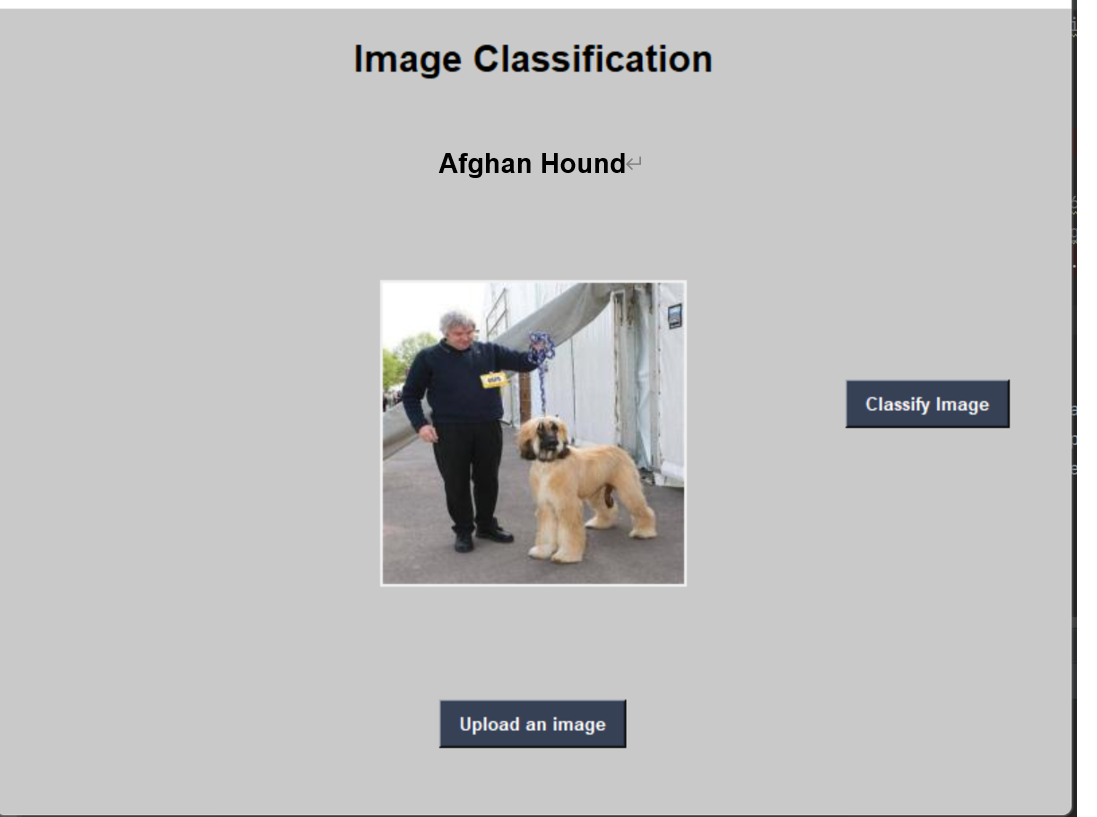 Image Classification
Afghan Hound↵
Classify Image
Upload an image